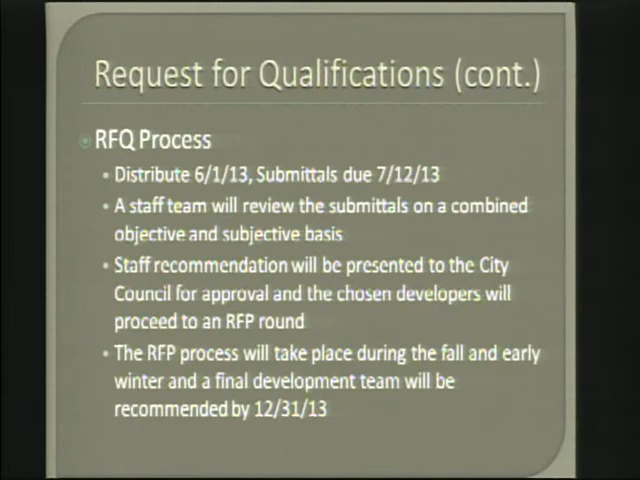 Request for Qualifications (cont.)
RFQ Process
Distribute 6/1/13, Submittals due 7/12/13
A staff team will review the submittals on a combined
objective and subjective basis
Staff recommendation will be presented to the City
Council for approval and the chosen developers will
proceed to an RFP round
The RFP process will take place during the fall and early
winter and a final development team will be
recommended by 12/31/13